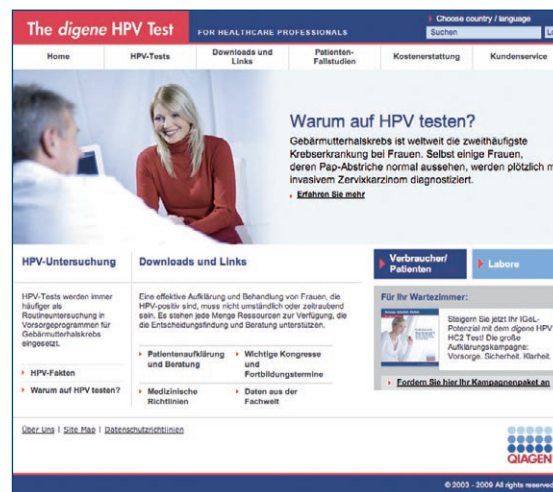 The digene HPV Test
FOR HEALTHCARE PROFESSIONALS
Choose country / language
Suchen
Home
HPV-Tests
Downloads und
Links
Patienten-
Fallstudien
Kostenerstattung
Kundenservice
Warum auf HPV testen?
Gebärmutterhalskrebs ist weltweit die zweithäufigste
Krebserkrankung bei Frauen. Selbst einige Frauen,
deren Pap-Abstriche normal aussehen, werden plötzlich m
invasivem Zervixkarzinom diagnostiziert.
Erfahren Sie mehr
HPV-Untersuchung
HPV-Tests werden immer
häufiger als
Routineuntersuchung in
Vorsorgeprogrammen für
Gebärmutterhalskrebs
eingesetzt.
HPV-Fakten
Warum auf HPV testen?
Downloads und Links
Eine effektive Aufklärung und Behandlung von Frauen, die
HPV-positiv sind, muss nicht umständlich oder zeitraubend
sein. Es stehen jede Menge Ressourcen zur Verfügung, die
die Entscheidungsfindung und Beratung unterstützen.
Patientenaufklärung
und Beratung
Wichtige Kongresse
und
Fortbildungstermine
Medizinische
Richtlinien
Daten aus der
Fachwelt
Verbraucher/
Patienten
Labore
Für Ihr Wartezimmer:
Steigern Sie jetzt Ihr IGeL-
Potenzial mit dem digene HPV
HC2 Test! Die große
Aufklärungskampagne:
Vorsorge. Sicherheit. Klarheit.
Fordern Sie hier Ihr Kampagnenpaket an
Über Uns | Site Map | Datenschutzrichtlinien
QIAGEN
© 2003 - 2009 All rights reserved